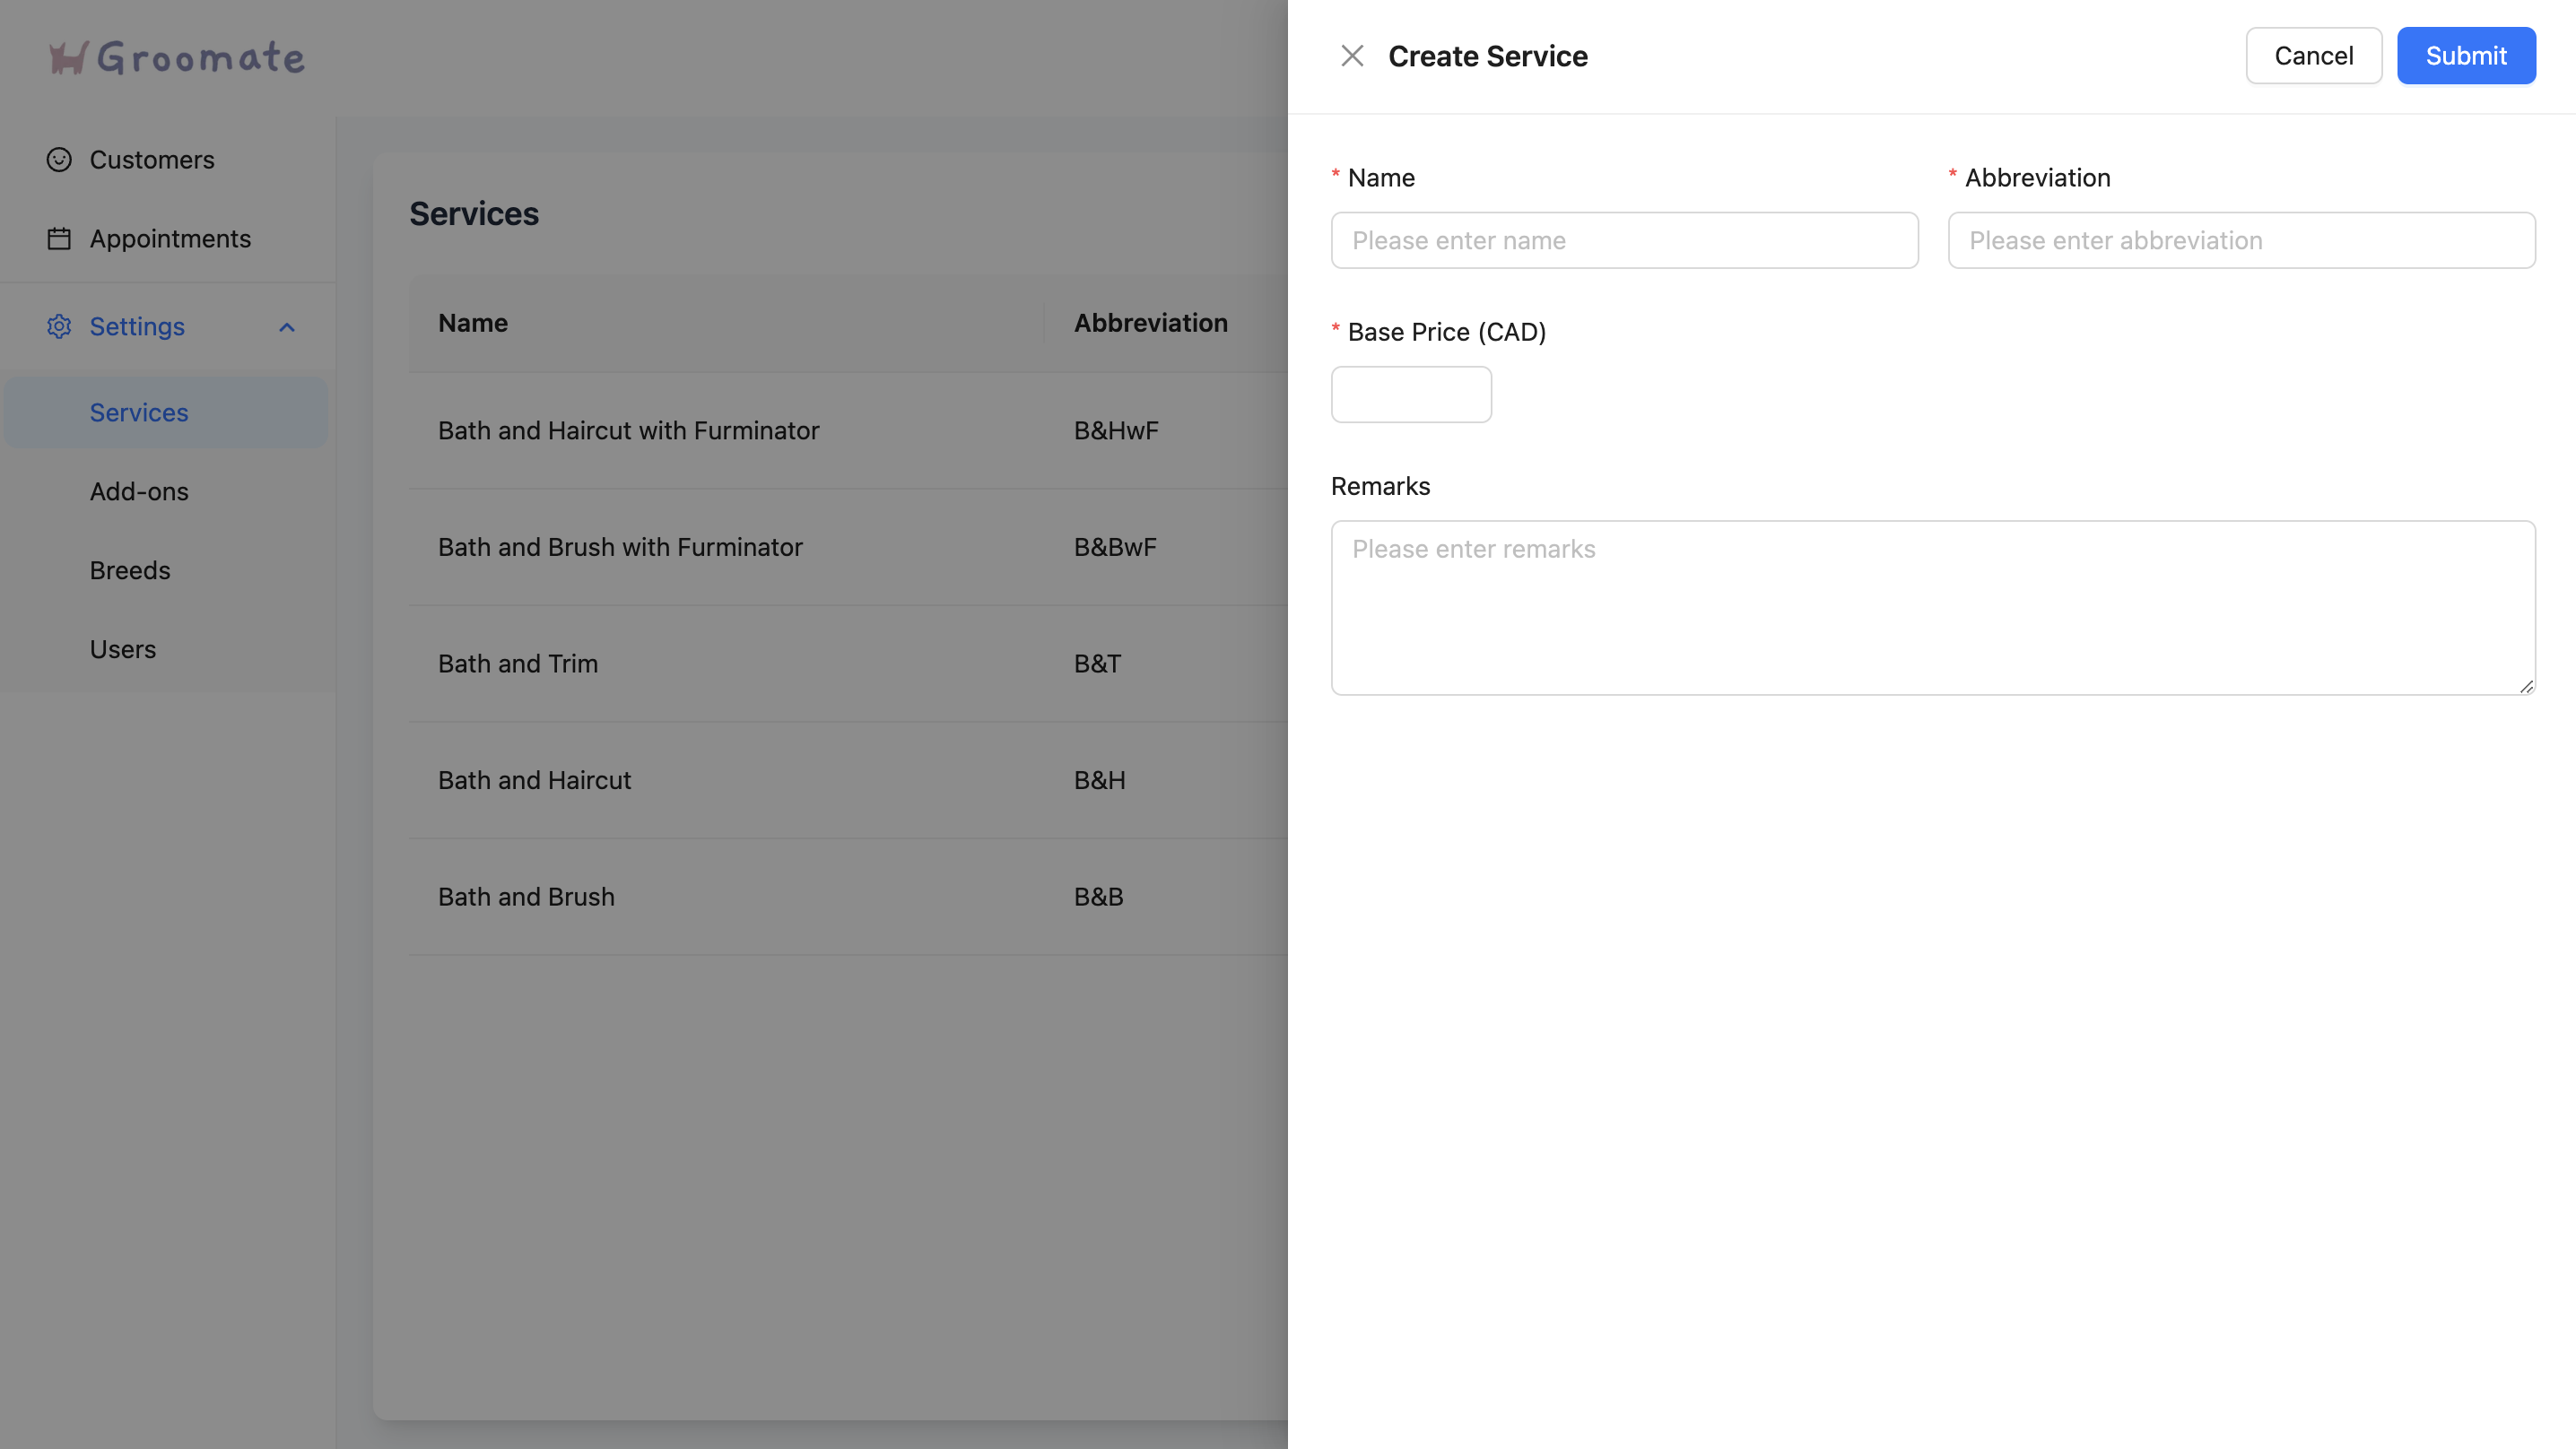 Groomate
Customers
Appointments
Settings
Services
Add-ons
Breeds
Users
Services
Name Abbreviation
Bath and Haircut with Furminator B&HwF
Bath and Brush with Furminator B&BwF
Bath and Trim B&T
Bath and Haircut B&H
Bath and Brush B&B
Create Service
Cancel Submit
* Name * Abbreviation
Please enter name Please enter abbreviation
* Base Price (CAD)
Remarks
Please enter remarks